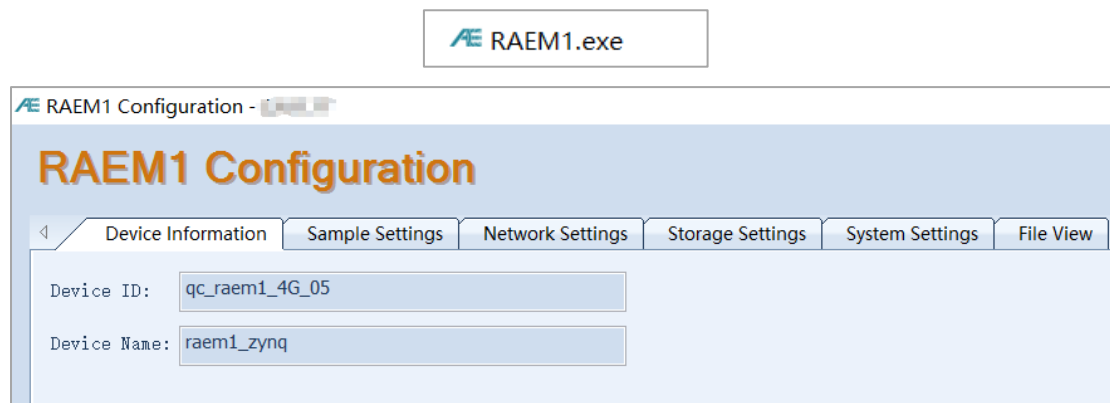 RAEM1.exe
RAEM1 Configuration -
RAEM1 Configuration
Device Information Sample Settings Network Settings Storage Settings System Settings File View
Device ID: qc_raem1_4G_05
Device Name: raem1_zynq